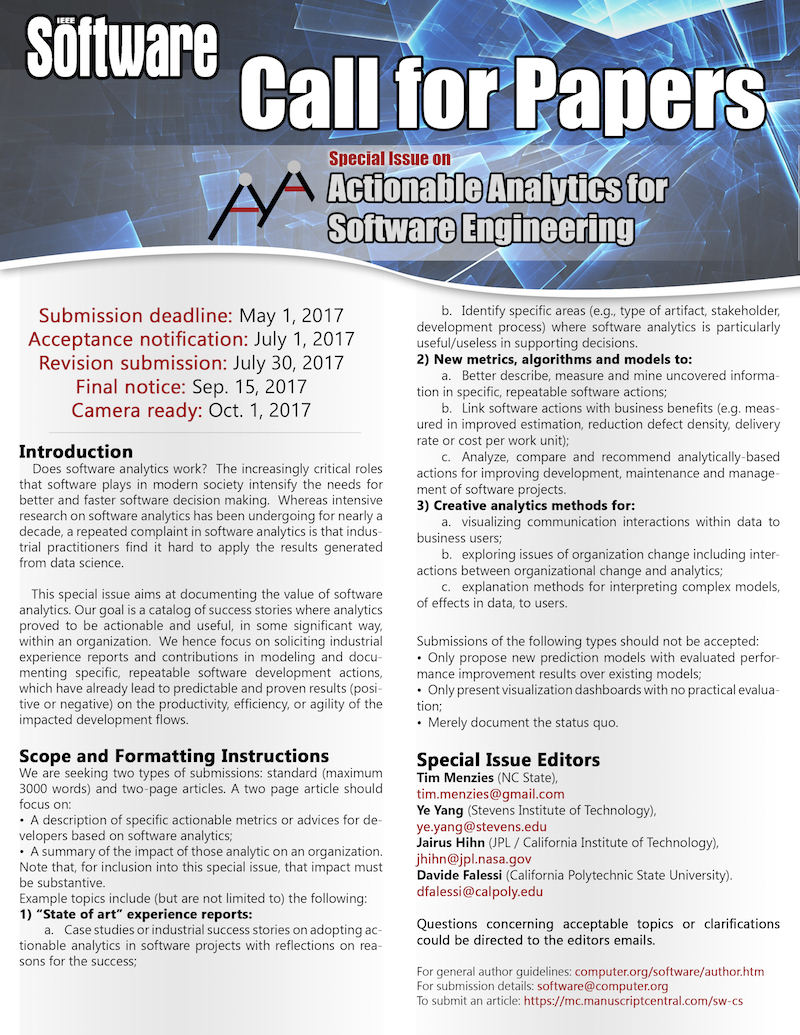 IEEE
Software
Call for Papers
Special Issue on
Actionable Analytics for
Software Engineering
Submission deadline: May 1, 2017
Acceptance notification: July 1, 2017
Revision submission: July 30, 2017
Final notice: Sep. 15, 2017
Camera ready: Oct. 1, 2017
Introduction
Does software analytics work? The increasingly critical roles
that software plays in modern society intensify the needs for
better and faster software decision making. Whereas intensive
research on software analytics has been undergoing for nearly a
decade, a repeated complaint in software analytics is that indus-
trial practitioners find it hard to apply the results generated
from data science.
This special issue aims at documenting the value of software
analytics. Our goal is a catalog of success stories where analytics
proved to be actionable and useful, in some significant way,
within an organization. We hence focus on soliciting industrial
experience reports and contributions in modeling and docu-
menting specific, repeatable software development actions,
which have already lead to predictable and proven results (posi-
tive or negative) on the productivity, efficiency, or agility of the
impacted development flows.
Scope and Formatting Instructions
We are seeking two types of submissions: standard (maximum
3000 words) and two-page articles. A two page article should
focus on:
• A description of specific actionable metrics or advices for de-
velopers based on software analytics;
• A summary of the impact of those analytic on an organization.
Note that, for inclusion into this special issue, that impact must
be substantive.
Example topics include (but are not limited to) the following:
1) “State of art” experience reports:
a. Case studies or industrial success stories on adopting ac-
tionable analytics in software projects with reflections on rea-
sons for the success;
b. Identify specific areas (e.g., type of artifact, stakeholder,
development process) where software analytics is particularly
useful/useless in supporting decisions.
2) New metrics, algorithms and models to:
a. Better describe, measure and mine uncovered informa-
tion in specific, repeatable software actions;
b. Link software actions with business benefits (e.g. meas-
ured in improved estimation, reduction defect density, delivery
rate or cost per work unit);
c. Analyze, compare and recommend analytically-based
actions for improving development, maintenance and manage-
ment of software projects.
3) Creative analytics methods for:
a. visualizing communication interactions within data to
business users;
b. exploring issues of organization change including inter-
actions between organizational change and analytics;
c. explanation methods for interpreting complex models,
of effects in data, to users.
Submissions of the following types should not be accepted:
• Only propose new prediction models with evaluated perfor-
mance improvement results over existing models;
• Only present visualization dashboards with no practical evalua-
tion;
• Merely document the status quo.
Special Issue Editors
Tim Menzies (NC State),
tim.menzies@gmail.com
Ye Yang (Stevens Institute of Technology),
ye.yang@stevens.edu
Jairus Hihn (JPL / California Institute of Technology),
jhihn@jpl.nasa.gov
Davide Falessi (California Polytechnic State University).
dfalessi@calpoly.edu
Questions concerning acceptable topics or clarifications
could be directed to the editors emails.
For general author guidelines: computer.org/software/author.htm
For submission details: software@computer.org
To submit an article: https://mc.manuscriptcentral.com/sw-cs